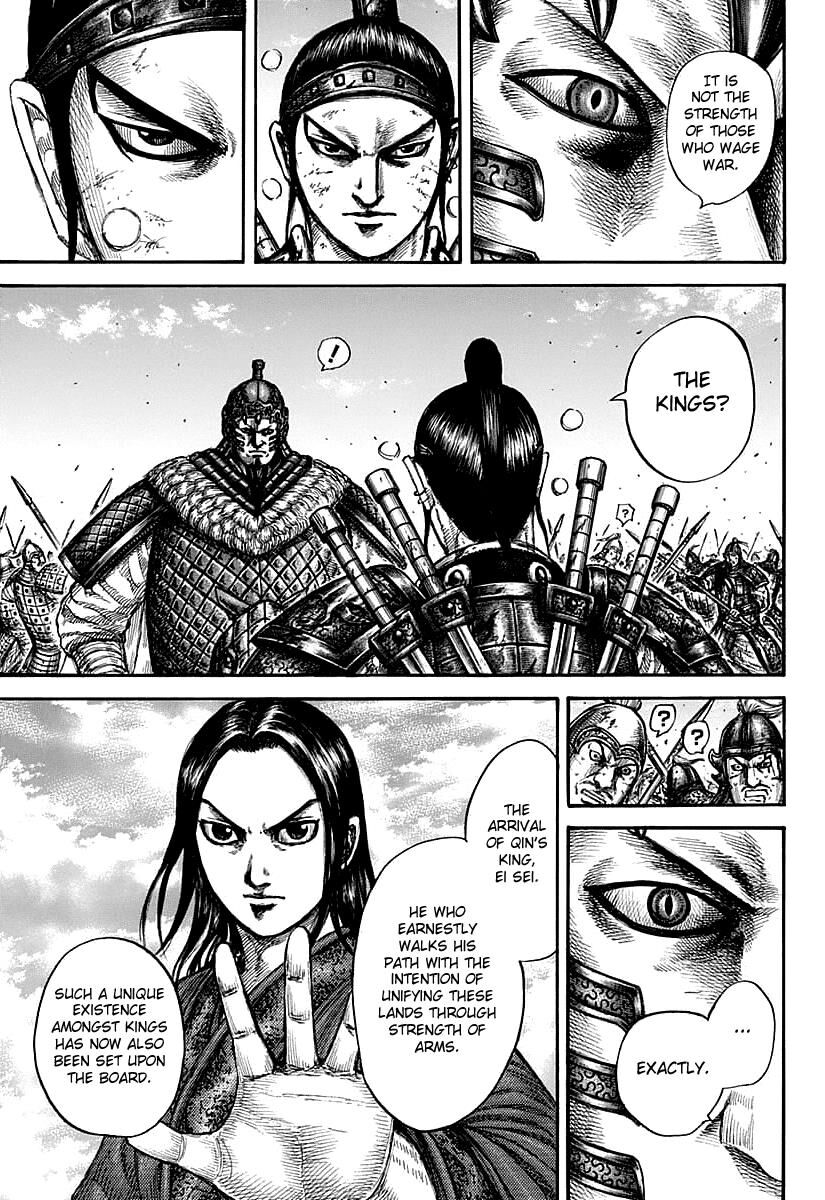 IT IS
NOT THE
STRENGTH
OF THOSE
WHO WAGE
WAR.
!
THE
KINGS?
?
?
?
...
EXACTLY.
THE
ARRIVAL
OF QIN'S
KING,
EI SEI.
HE WHO
EARNESTLY
WALKS HIS
PATH WITH THE
INTENTION OF
UNIFYING THESE
LANDS THROUGH
STRENGTH OF
ARMS.
SUCH A UNIQUE
EXISTENCE
AMONGST KINGS
HAS NOW ALSO
BEEN SET UPON
THE BOARD.